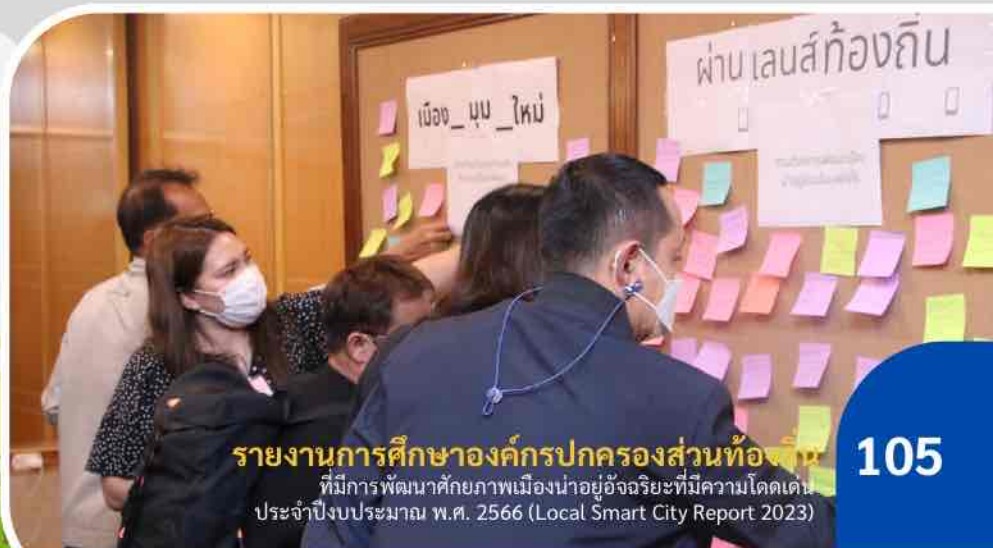 เมือง_มุม_ใหม่
ผ่านเลนส์ท้องถิ่น
รายงานการศึกษาองค์กรปกครองส่วนท้องถิ่น
ที่มีการพัฒนาศักยภาพเมืองน่าอยู่อัจฉริยะที่มีความโดดเด่น
ประจำปีงบประมาณ พ.ศ. 2566 (Local Smart City Report 2023)
105